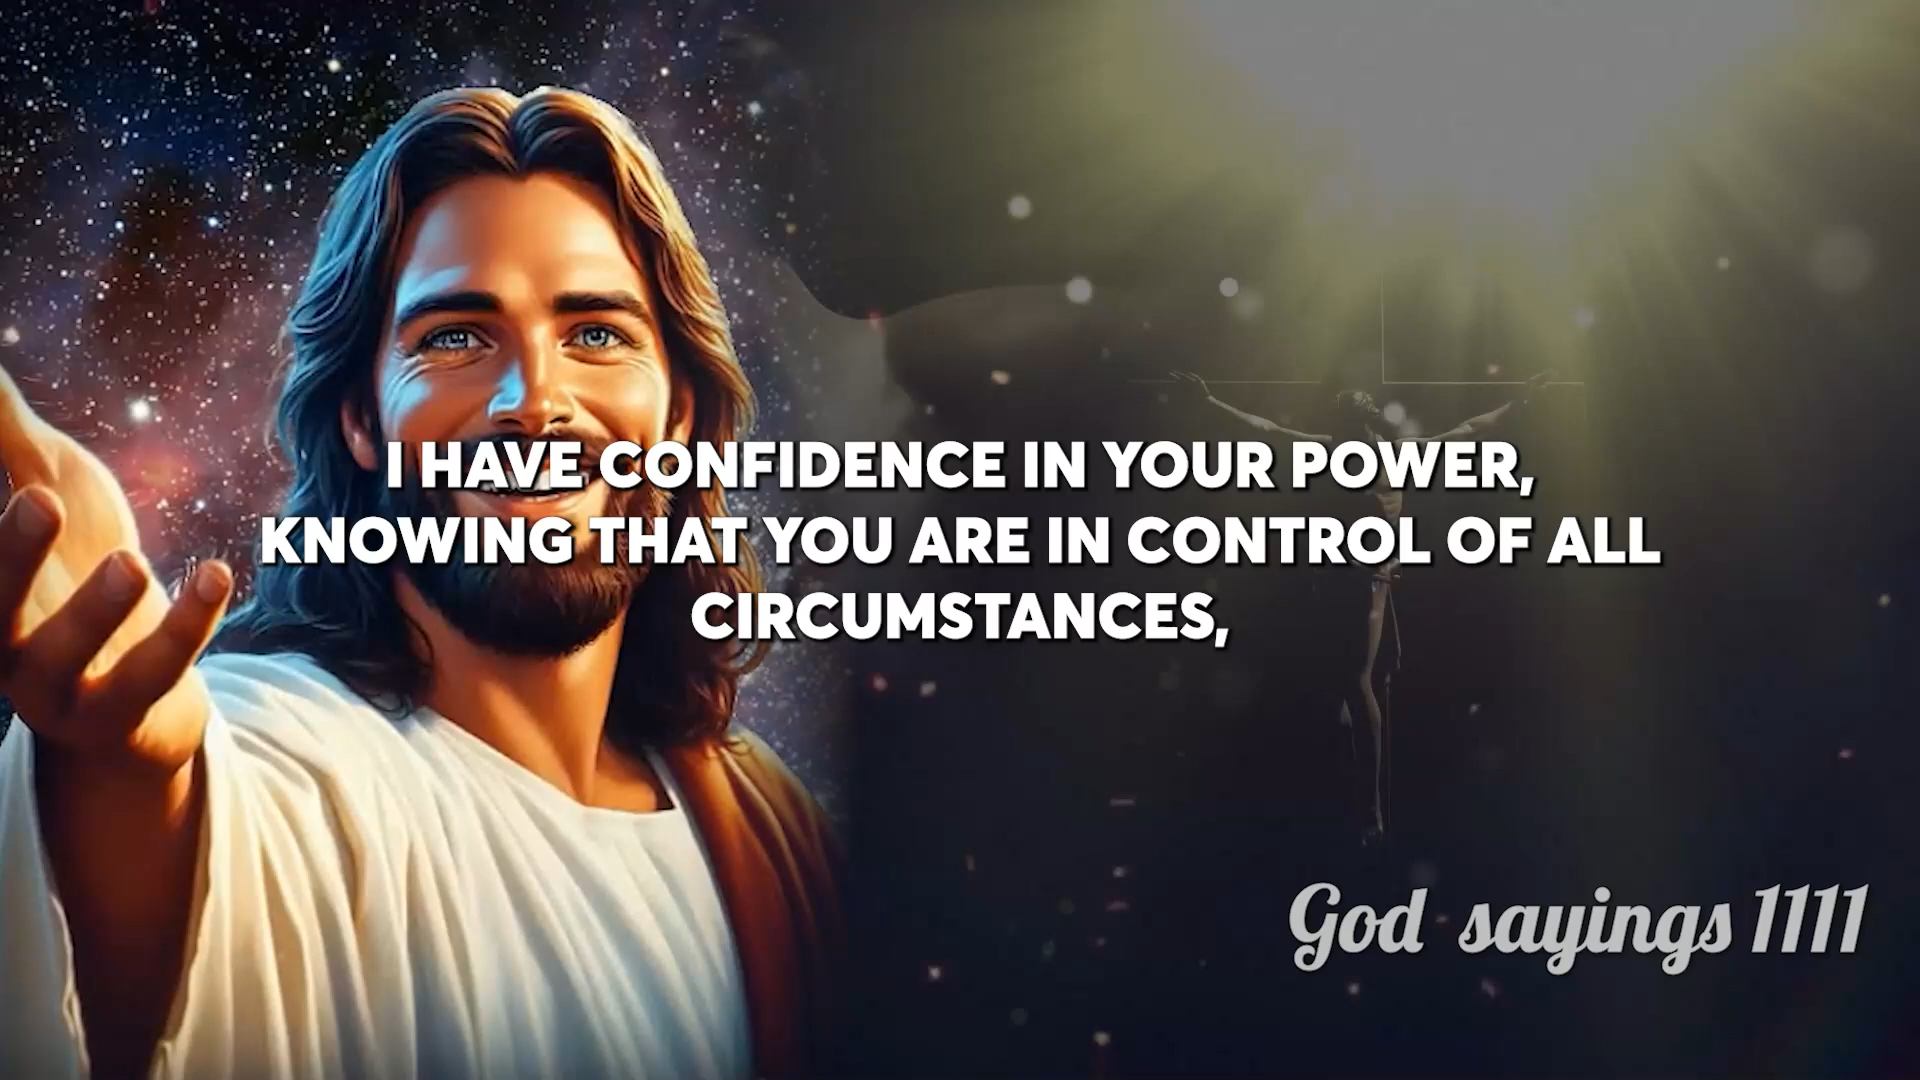 I HAVE CONFIDENCE IN YOUR POWER,
KNOWING THAT YOU ARE IN CONTROL OF ALL
CIRCUMSTANCES,
God sayings 1111